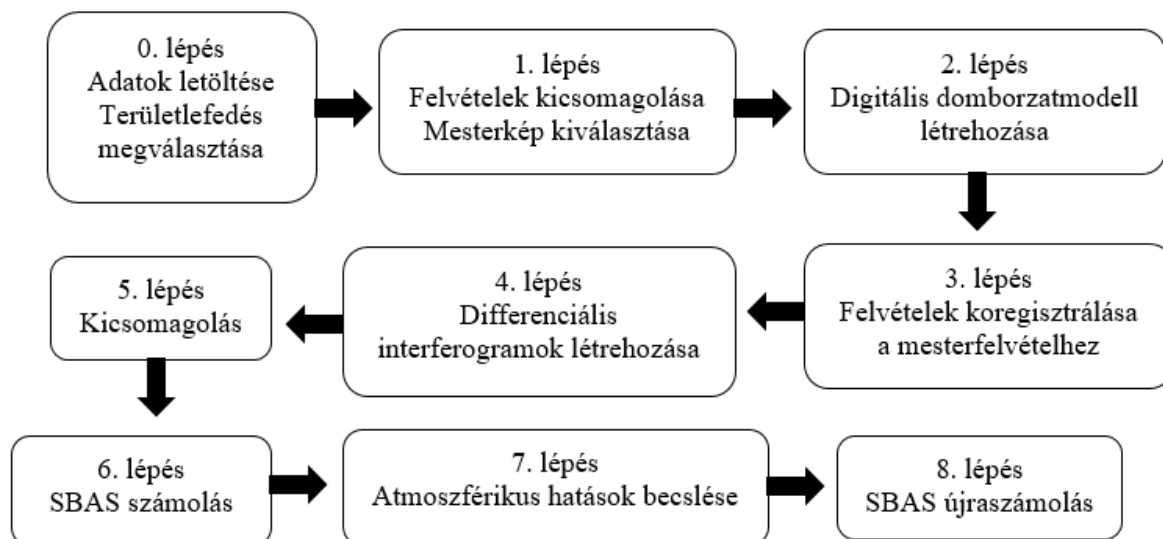 0. lépés
Adatok letöltése
Területlefedés
megválasztása
1. lépés
Felvételek kicsomagolása
Mesterkép kiválasztása
2. lépés
Digitális domborzatmodell
létrehozása
3. lépés
Felvételek koregisztrálása
a mesterfelvételhez
4. lépés
Differenciális
interferogramok létrehozása
5. lépés
Kicsomagolás
6. lépés
SBAS számolás
7. lépés
Atmoszférikus hatások becslése
8. lépés
SBAS újraszámolás